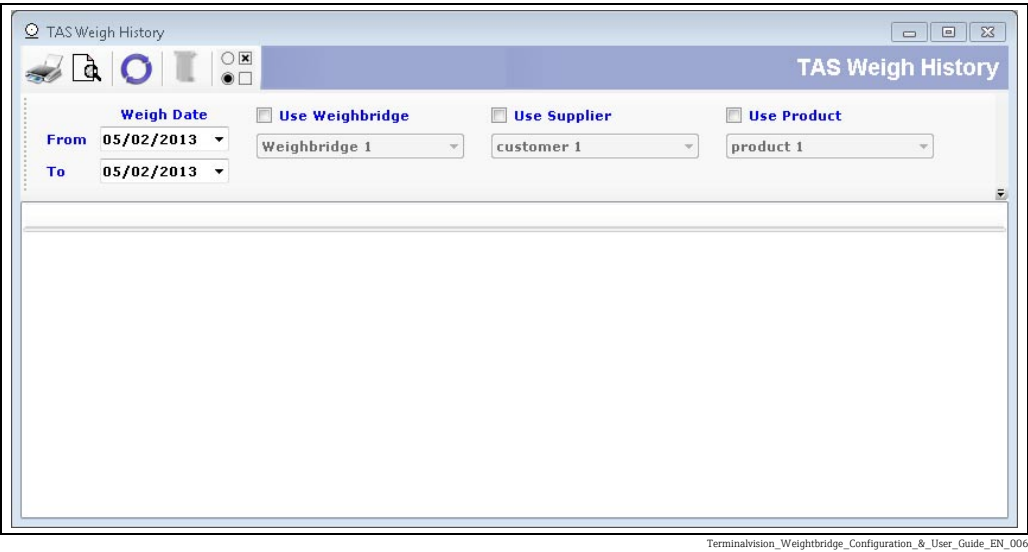 TAS Weigh History
TAS Weigh History
Weigh Date
Use Weighbridge
Use Supplier
Use Product
From 05/02/2013
Weighbridge 1
customer 1
product 1
To 05/02/2013
Terminalvision_Weightbridge_Configuration_&_User_Guide_EN_006